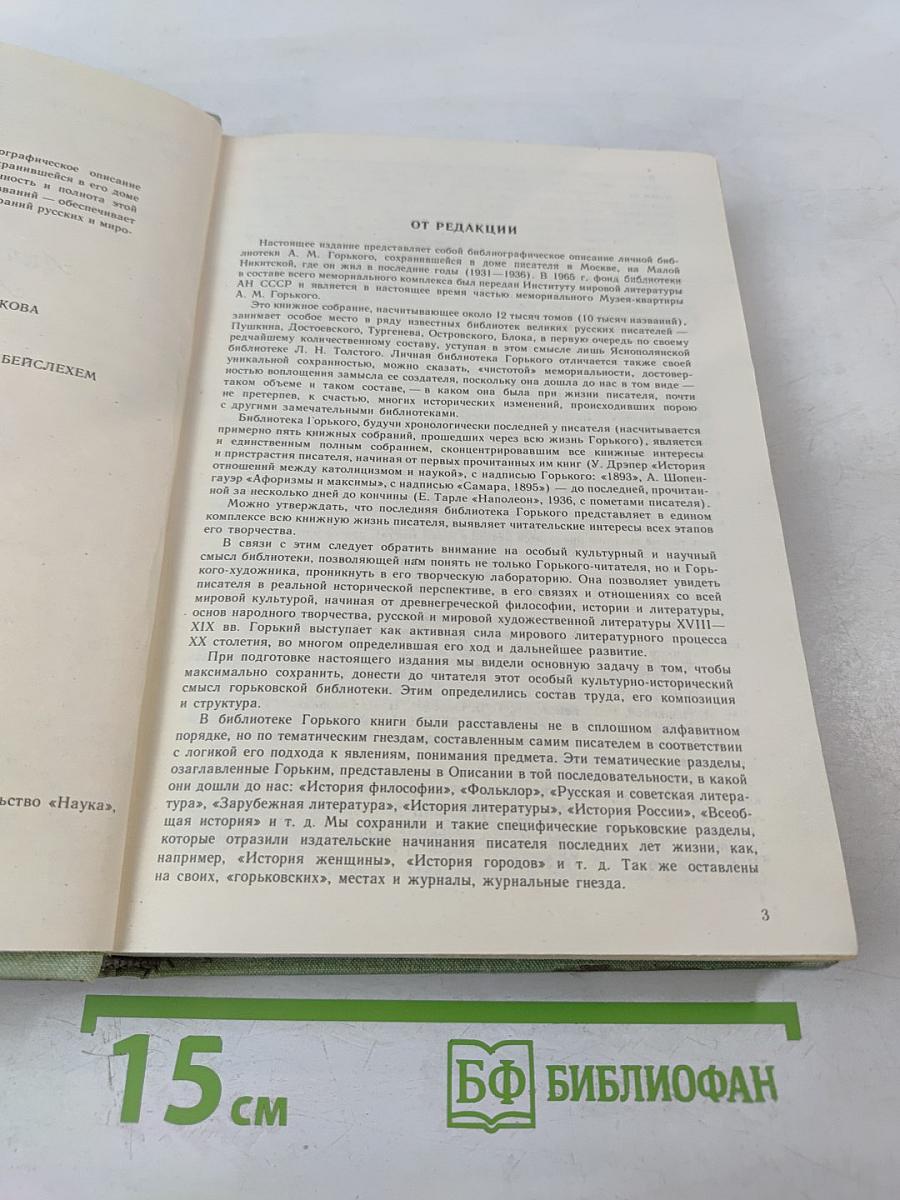 ографическое описание
хранившейся в его доме
нность и полнота этой
ваний — обеспечивает
раний русских и миро-
КОВА
БЕЙСЛЕХЕМ
льство «Наука»,
ОТ РЕДАКЦИИ
Настоящее издание представляет собой библиографическое описание личной биб-
лиотеки А. М. Горького, сохранившейся в доме писателя в Москве, на Малой
Никитской, где он жил в последние годы (1931—1936). В 1965 г. фонд библиотеки
в составе всего мемориального комплекса был передан Институту мировой литературы
АН СССР и является в настоящее время частью мемориального Музея-квартиры
А. М. Горького.
Это книжное собрание, насчитывающее около 12 тысяч томов (10 тысяч названий),
занимает особое место в ряду известных библиотек великих русских писателей —
Пушкина, Достоевского, Тургенева, Островского, Блока, в первую очередь по своему
редчайшему количественному составу, уступая в этом смысле лишь Яснополянской
библиотеке Л. Н. Толстого. Личная библиотека Горького отличается также своей
уникальной сохранностью, можно сказать, «чистотой» мемориальности, достовер-
ностью воплощения замысла ее создателя, поскольку она дошла до нас в том виде —
таком объеме и таком составе, — в каком она была при жизни писателя, почти
не претерпев, к счастью, многих исторических изменений, происходивших порою
с другими замечательными библиотеками.
Библиотека Горького, будучи хронологически последней у писателя (насчитывается
примерно пять книжных собраний, прошедших через всю жизнь Горького), является
и единственным полным собранием, сконцентрировавшим все книжные интересы
и пристрастия писателя, начиная от первых прочитанных им книг (У. Дрэпер «История
отношений между католицизмом и наукой», с надписью Горького: «1893», А. Шопен-
гауэр «Афоризмы и максимы», с надписью «Самара, 1895») — до последней, прочитан-
ной за несколько дней до кончины (Е. Тарле «Наполеон», 1936, с пометами писателя).
Можно утверждать, что последняя библиотека Горького представляет в едином
комплексе всю книжную жизнь писателя, выявляет читательские интересы всех этапов
его творчества.
В связи с этим следует обратить внимание на особый культурный и научный
смысл библиотеки, позволяющей нам понять не только Горького-читателя, но и Горь-
кого-художника, проникнуть в его творческую лабораторию. Она позволяет увидеть
писателя в реальной исторической перспективе, в его связях и отношениях со всей
мировой культурой, начиная от древнегреческой философии, истории и литературы,
основ народного творчества, русской и мировой художественной литературы XVIII—
XIX вв. Горький выступает как активная сила мирового литературного процесса
XX столетия, во многом определившая его ход и дальнейшее развитие.
При подготовке настоящего издания мы видели основную задачу в том, чтобы
максимально сохранить, донести до читателя этот особый культурно-исторический
смысл горьковской библиотеки. Этим определились состав труда, его композиция
и структура.
В библиотеке Горького книги были расставлены не в сплошном алфавитном
порядке, но по тематическим гнездам, составленным самим писателем в соответствии
с логикой его подхода к явлениям, понимания предмета. Эти тематические разделы,
озаглавленные Горьким, представлены в Описании в той последовательности, в какой
они дошли до нас: «История философии», «Фольклор», «Русская и советская литера-
тура», «Зарубежная литература», «История литературы», «История России», «Всеоб-
щая история» и т. д. Мы сохранили и такие специфические горьковские разделы,
которые отразили издательские начинания писателя последних лет жизни, как,
например, «История женщины», «История городов» и т. д. Так же оставлены
на своих, «горьковских», местах и журналы, журнальные гнезда.
3
15 см
БФ БИБЛИОФАН